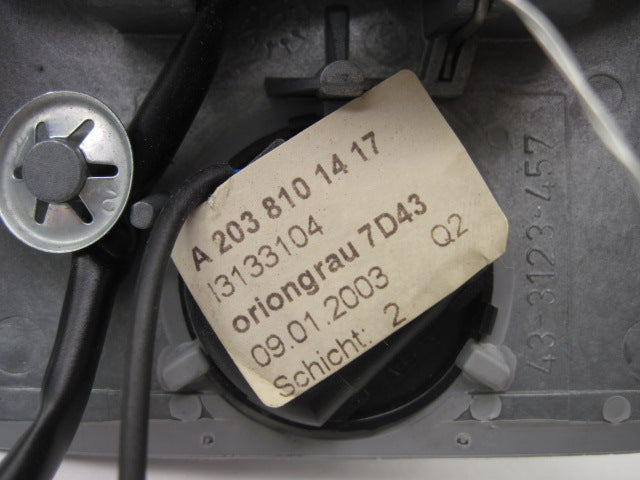 A 203 810 14 17
I3133104
oriongrau 7D43
09.01.2003 Q2
Schicht: 2
43-3123-457